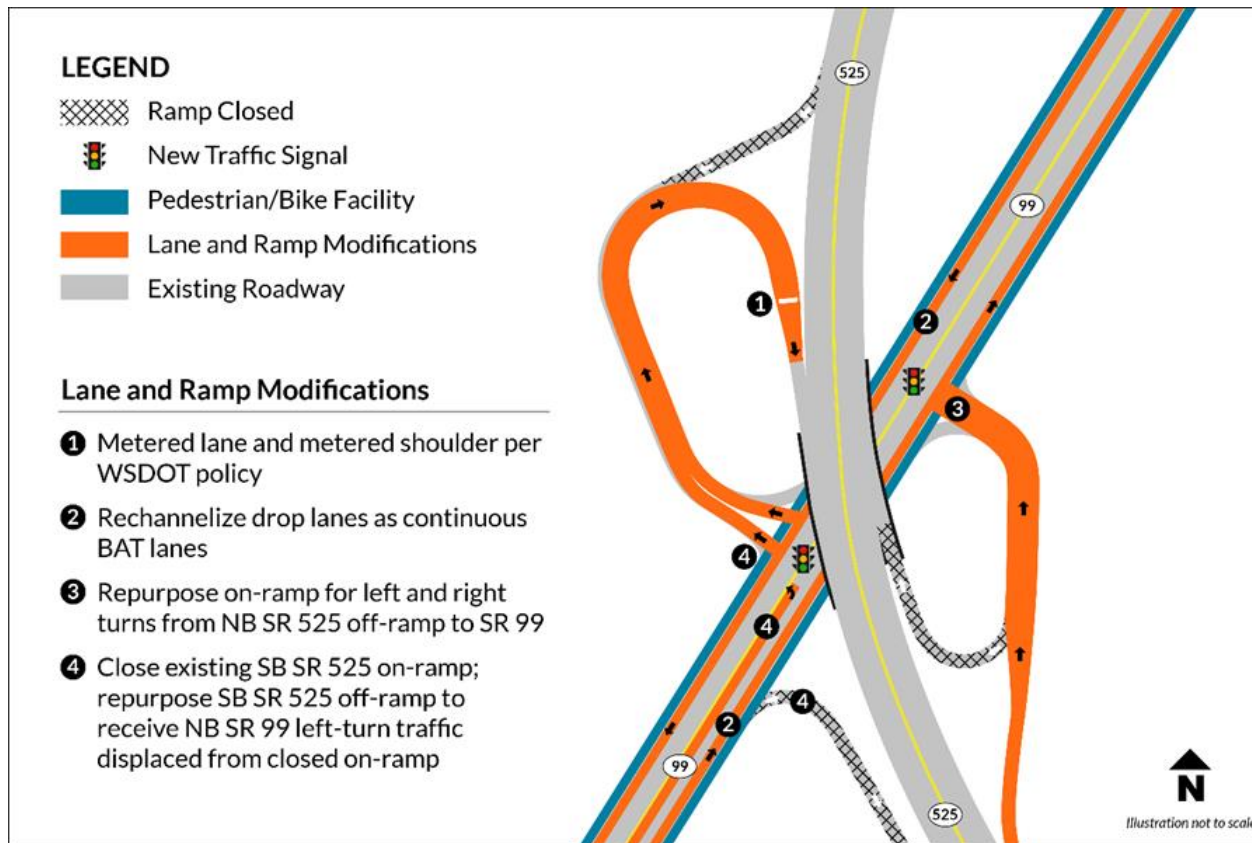 LEGEND
Ramp Closed
New Traffic Signal
Pedestrian/Bike Facility
Lane and Ramp Modifications
Existing Roadway
Lane and Ramp Modifications
1 Metered lane and metered shoulder per
WSDOT policy
2 Rechannelize drop lanes as continuous
BAT lanes
3 Repurpose on-ramp for left and right
turns from NB SR 525 off-ramp to SR 99
4 Close existing SB SR 525 on-ramp;
repurpose SB SR 525 off-ramp to
receive NB SR 99 left-turn traffic
displaced from closed on-ramp
525
99
1
2
3
4
4
4
2
99
525
N
Illustration not to scale